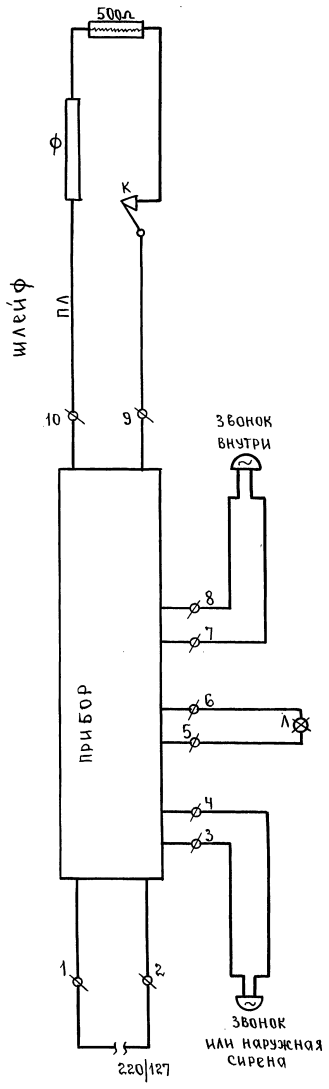 500Ω
Ф
К
ШЛЕЙФ
ПЛ
10
9
ЗВОНОК
ВНУТРИ
8
7
ПРИБОР
6
Л
5
4
3
1
2
220/127
ЗВОНОК
ИЛИ НАРУЖНАЯ
СИРЕНА